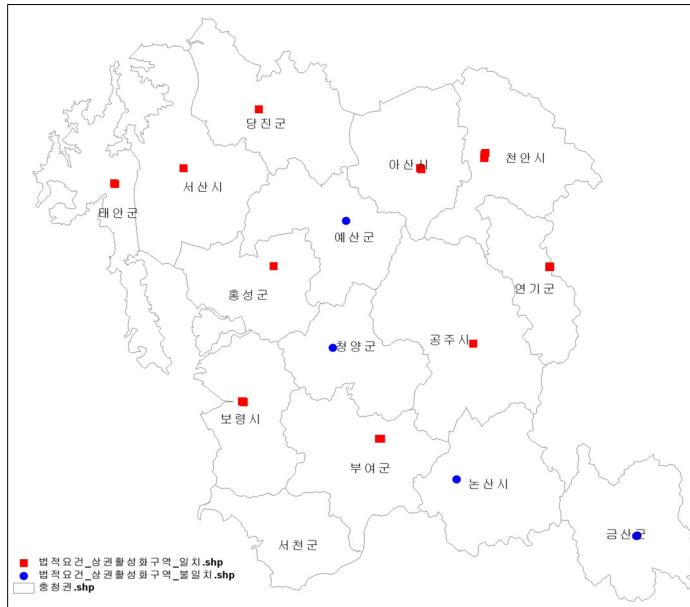 당진군
아산시
천안시
서산시
태안군
예산군
연기군
홍성군
공주시
청양군
보령시
부여군
논산시
금산군
서천군
법적요건_상권활성화구역_일치.shp
법적요건_상권활성화구역_불일치.shp
충청권.shp